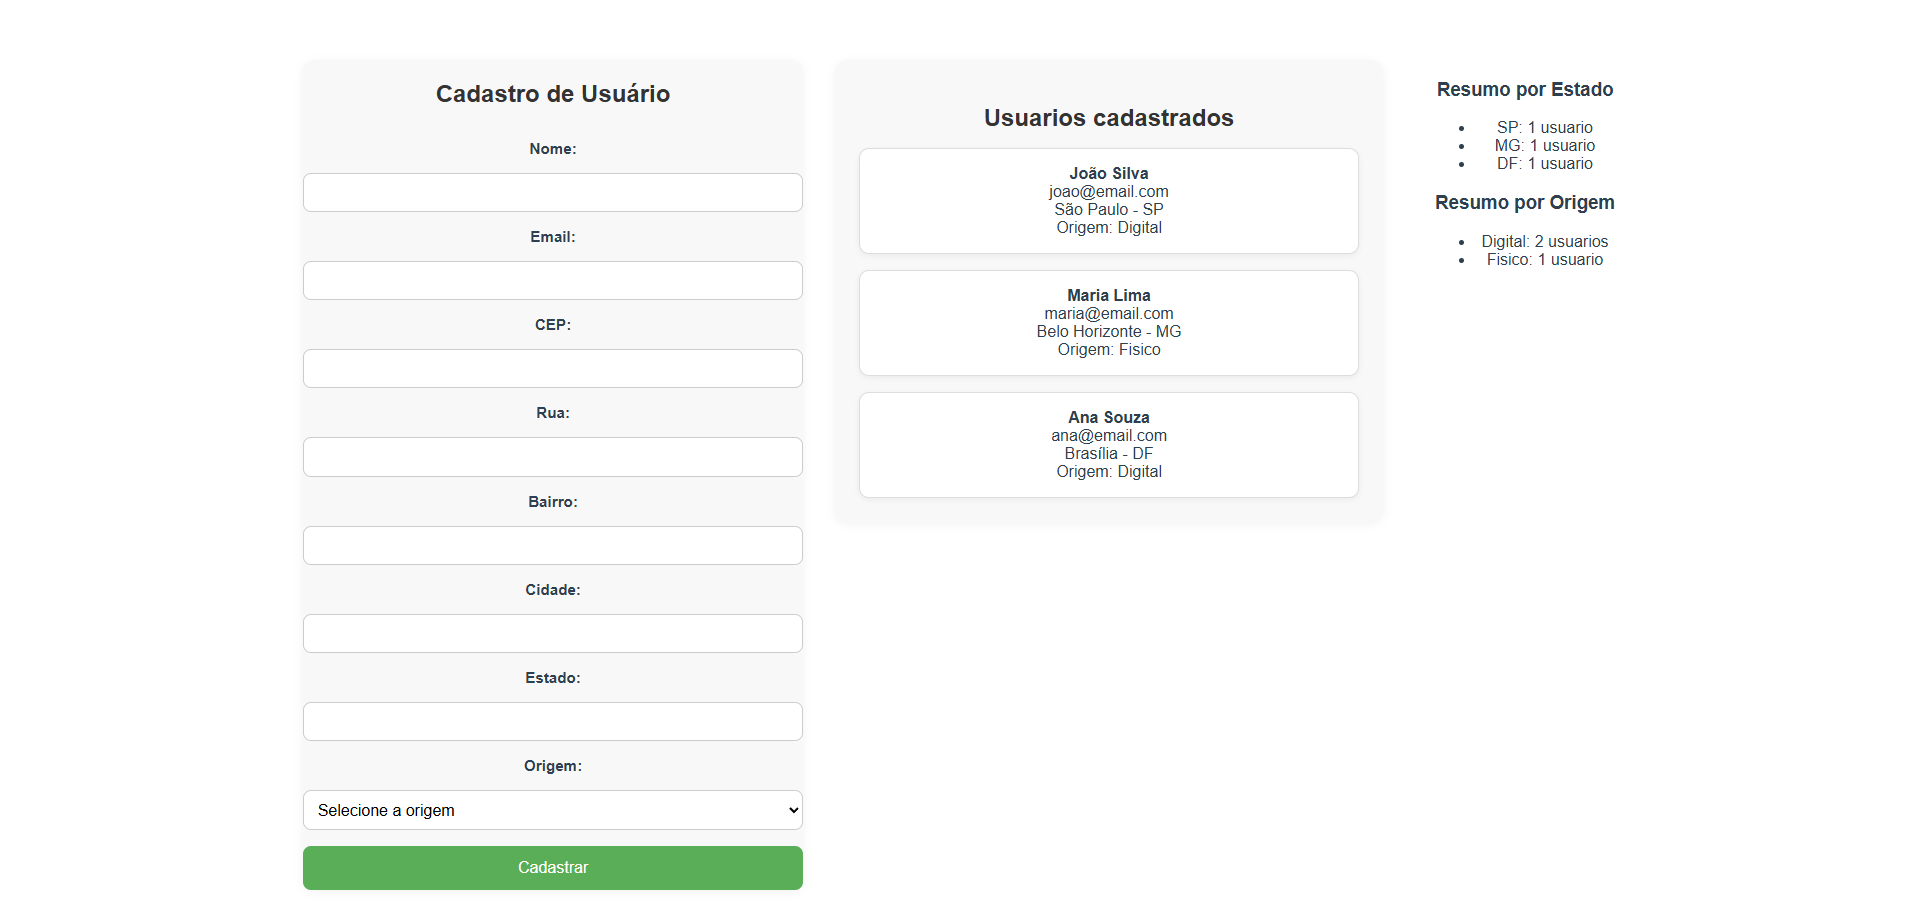 Cadastro de Usuário
Nome:
Email:
CEP:
Rua:
Bairro:
Cidade:
Estado:
Origem:
Selecione a origem
Cadastrar
Usuarios cadastrados
João Silva
joao@email.com
São Paulo - SP
Origem: Digital
Maria Lima
maria@email.com
Belo Horizonte - MG
Origem: Fisico
Ana Souza
ana@email.com
Brasília - DF
Origem: Digital
Resumo por Estado
• SP: 1 usuario
• MG: 1 usuario
• DF: 1 usuario
Resumo por Origem
• Digital: 2 usuarios
• Fisico: 1 usuario